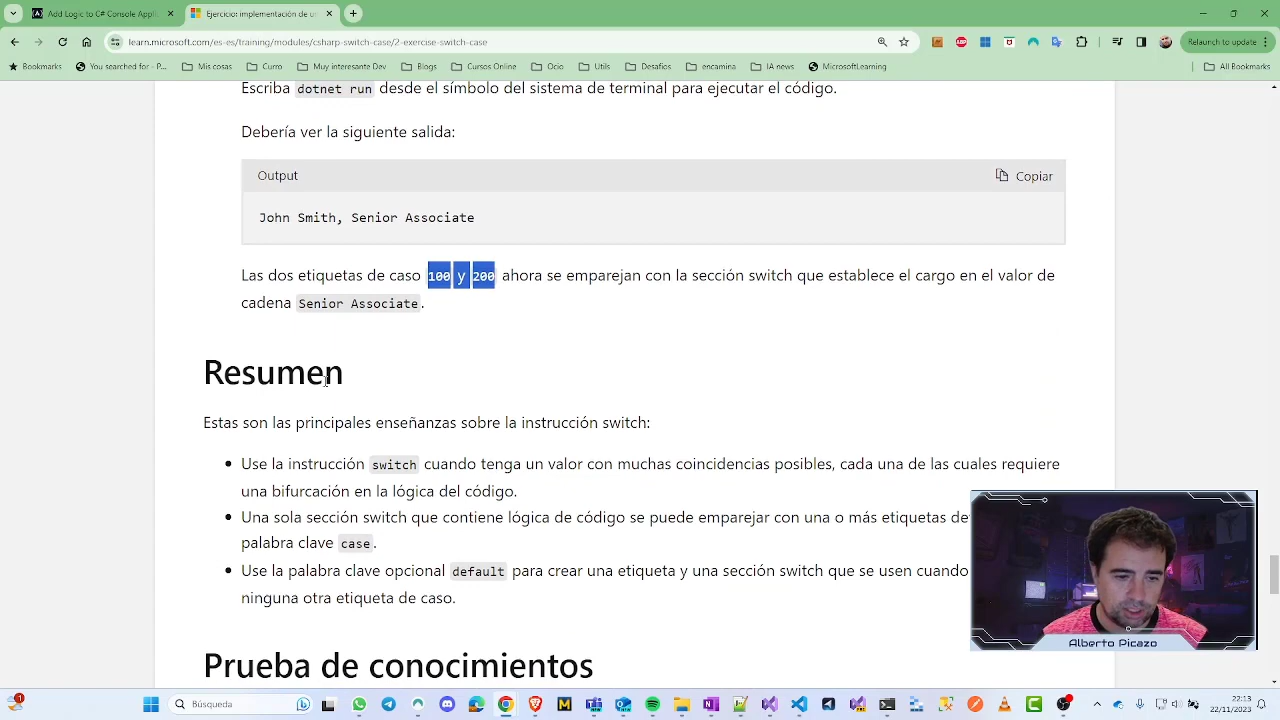 Add Logic to C# Console Appl
Ejercicio: implementación de u
learn.microsoft.com/es-es/training/modules/csharp-switch-case/2-exercise-switch-case
Relaunch to update
Bookmarks
You searched for - P...
Mis cosas
Curro
Muy interesante Dev
Blogs
Cursos Online
Ocio
Utils
Desafios
encamina
IA news
MicrosoftLearning
All Bookmarks
Escriba dotnet run desde el símbolo del sistema de terminal para ejecutar el código.
Debería ver la siguiente salida:
Output
Copiar
John Smith, Senior Associate
Las dos etiquetas de caso 100 y 200 ahora se emparejan con la sección switch que establece el cargo en el valor de
cadena Senior Associate.
Resumen
Estas son las principales enseñanzas sobre la instrucción switch:
Use la instrucción switch cuando tenga un valor con muchas coincidencias posibles, cada una de las cuales requiere
una bifurcación en la lógica del código.
Una sola sección switch que contiene lógica de código se puede emparejar con una o más etiquetas de
palabra clave case.
Use la palabra clave opcional default para crear una etiqueta y una sección switch que se usen cuando
ninguna otra etiqueta de caso.
Alberto Picazo
Prueba de conocimientos
1
Búsqueda
22:13
22/11/2023